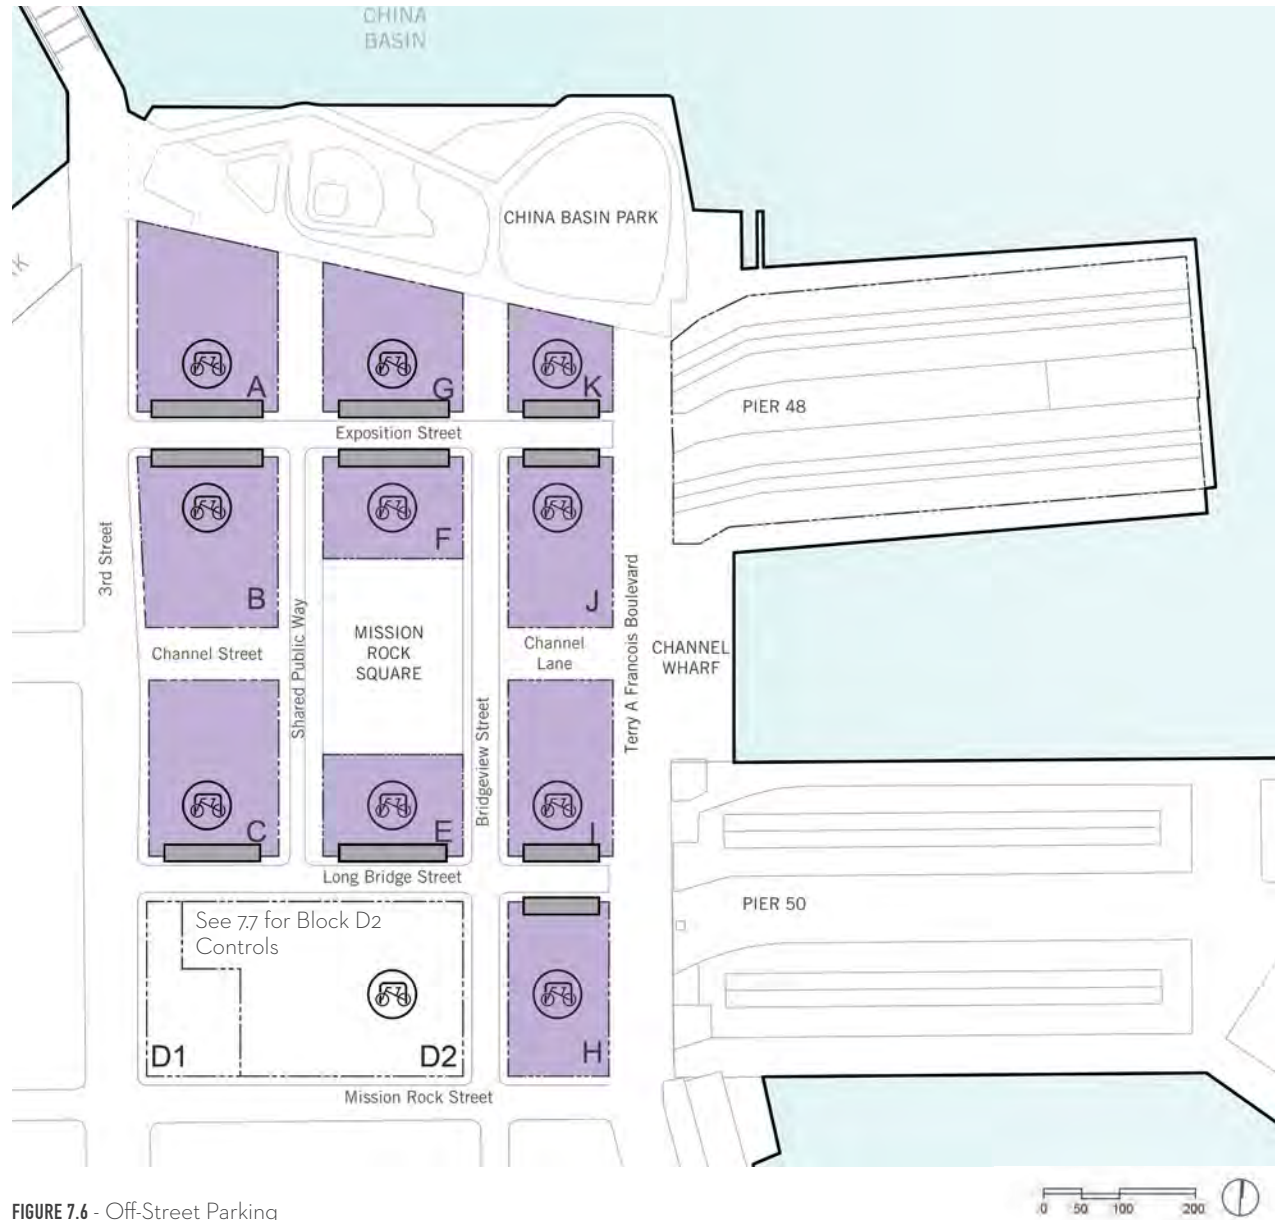 CHINA
BASIN
CHINA BASIN PARK
A
G
K
PIER 48
Exposition Street
3rd Street
B
F
J
Shared Public Way
MISSION
ROCK
SQUARE
Channel Street
Channel
Lane
Terry A Francois Boulevard
CHANNEL
WHARF
Bridgeview Street
C
E
I
Long Bridge Street
See 7.7 for Block D2
Controls
PIER 50
D1
D2
H
Mission Rock Street
FIGURE 7.6 - Off-Street Parking
0 50 100 200